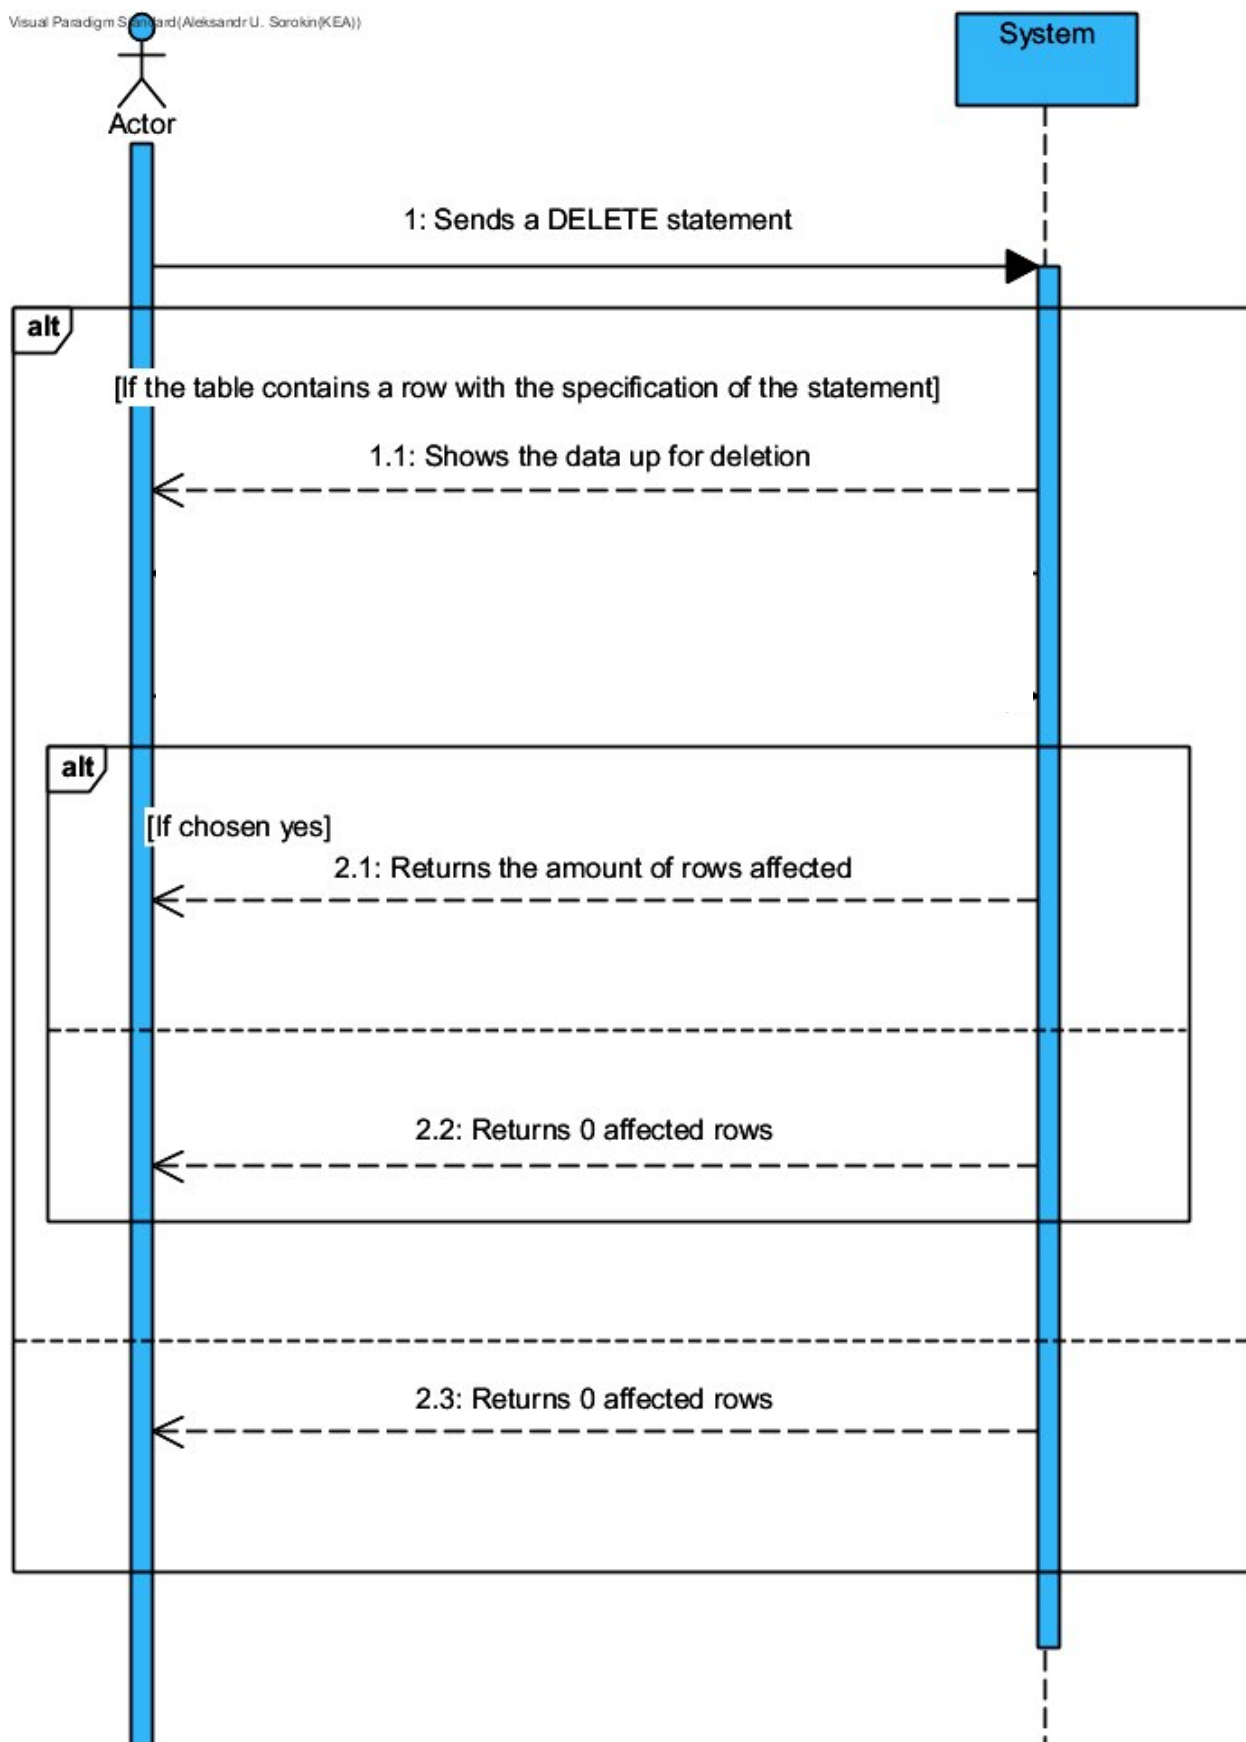 Visual Paradigm Standard(Aleksandr U. Sorokin(KEA))
System
Actor
1: Sends a DELETE statement
alt
[If the table contains a row with the specification of the statement]
1.1: Shows the data up for deletion
alt
[If chosen yes]
2.1: Returns the amount of rows affected
2.2: Returns 0 affected rows
2.3: Returns 0 affected rows